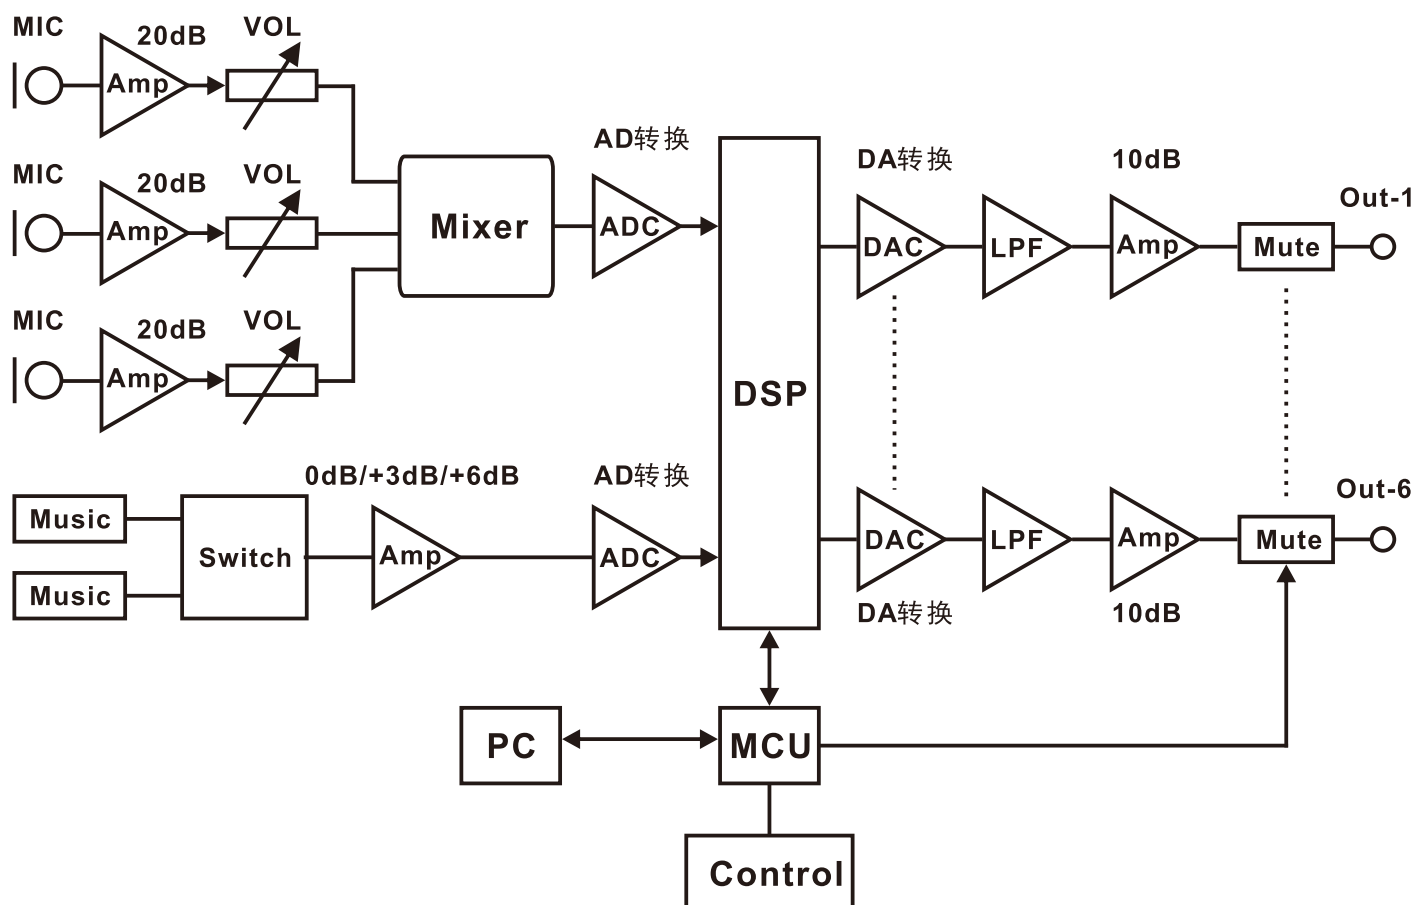 MIC
20dB
VOL
Amp
MIC
20dB
VOL
Amp
MIC
20dB
VOL
Amp
Mixer
AD转换
ADC
DSP
DA转换
DAC
LPF
10dB
Amp
Mute
Out-1
Music
Music
Switch
0dB/+3dB/+6dB
Amp
AD转换
ADC
DAC
DA转换
LPF
Amp
10dB
Mute
Out-6
PC
MCU
Control